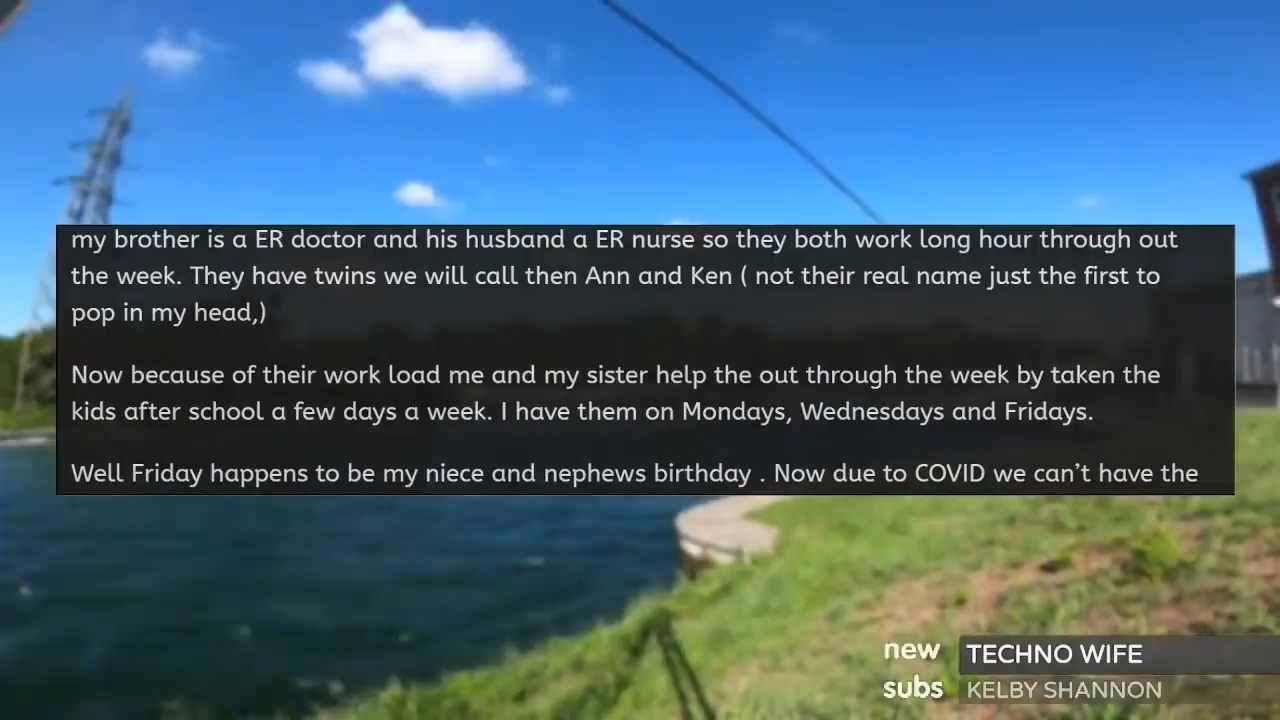 my brother is a ER doctor and his husband a ER nurse so they both work long hour through out
the week. They have twins we will call then Ann and Ken ( not their real name just the first to
pop in my head,)
Now because of their work load me and my sister help the out through the week by taken the
kids after school a few days a week. I have them on Mondays, Wednesdays and Fridays.
Well Friday happens to be my niece and nephews birthday . Now due to COVID we can’t have the
new TECHNO WIFE
subs KELBY SHANNON